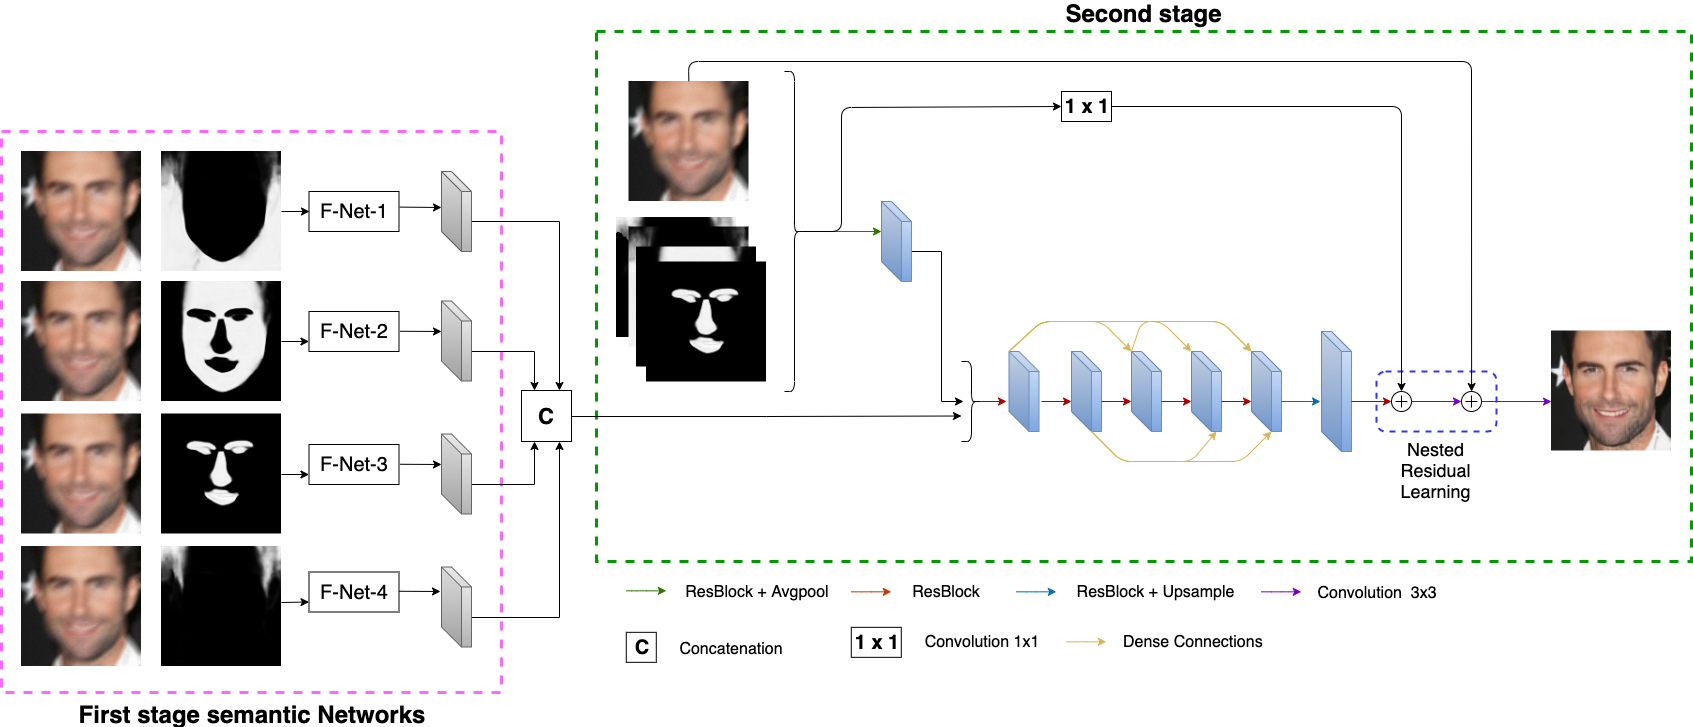 Second stage
1 x 1
F-Net-1
F-Net-2
C
F-Net-3
F-Net-4
Nested
Residual
Learning
ResBlock + Avgpool
ResBlock
ResBlock + Upsample
Convolution 3x3
C
Concatenation
1 x 1
Convolution 1x1
Dense Connections
First stage semantic Networks